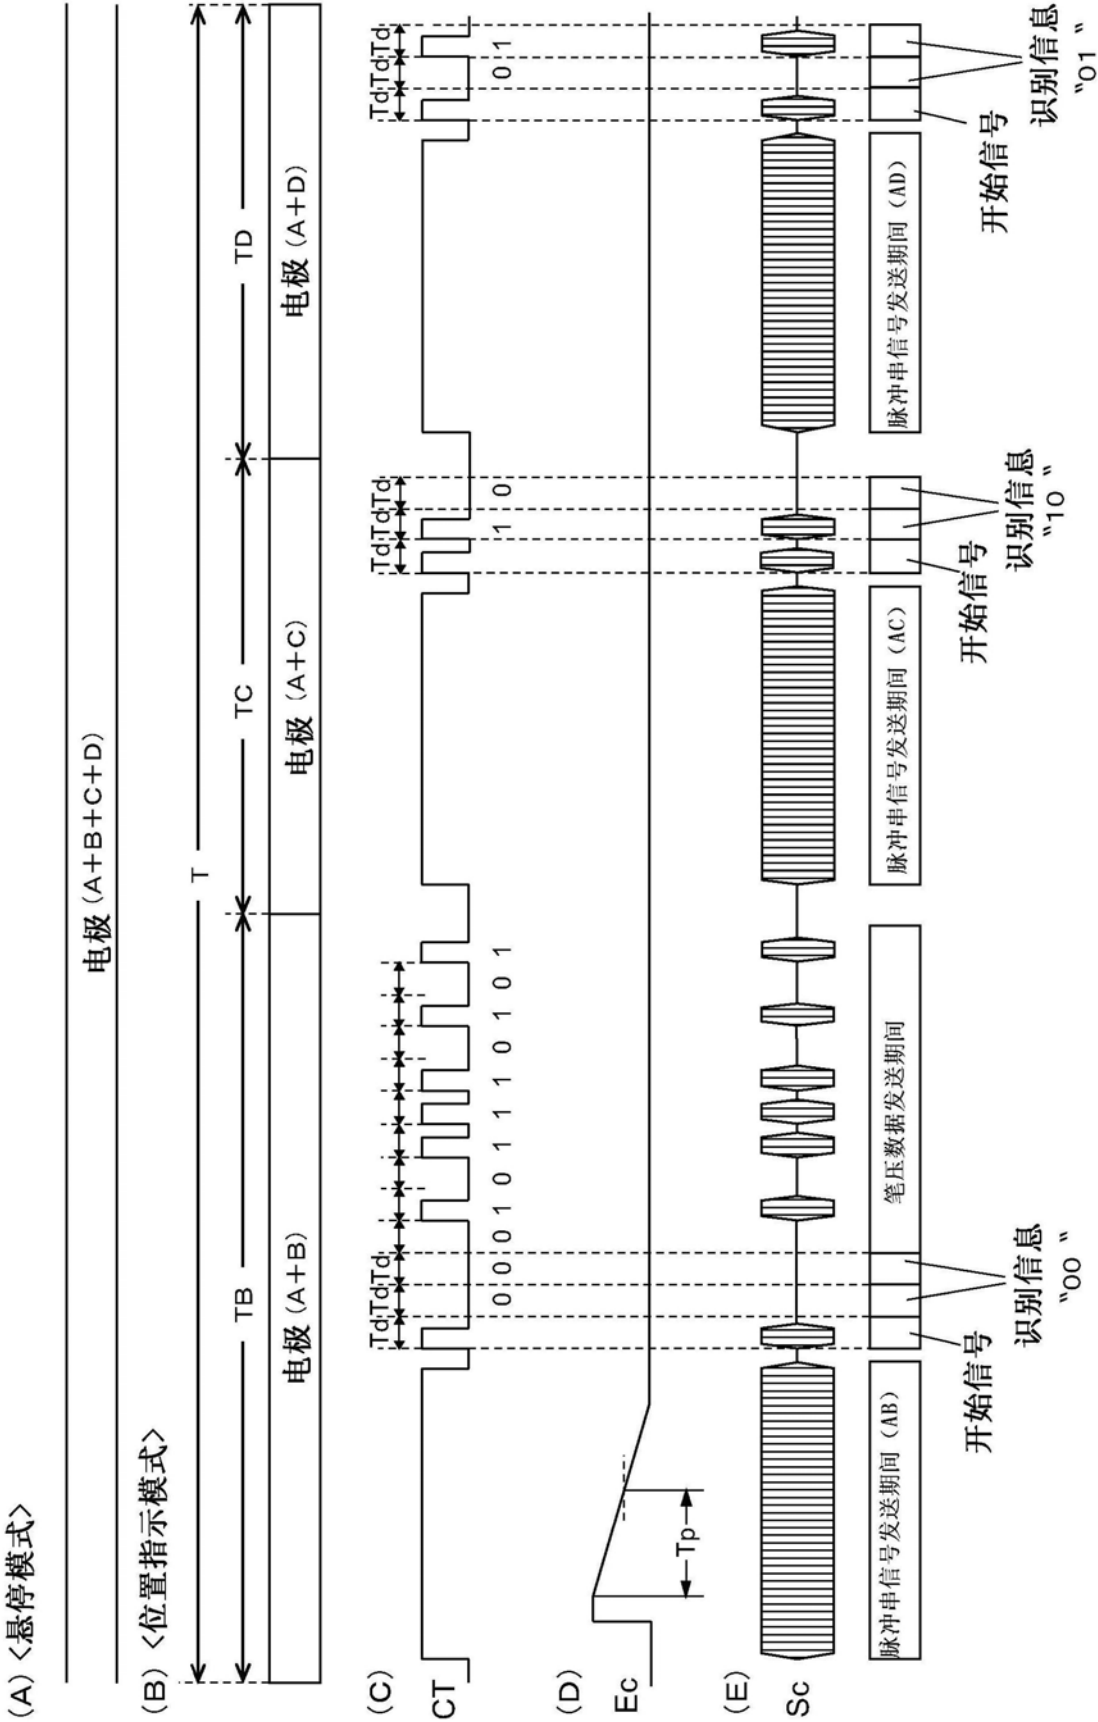 (A) <悬停模式>
电极 (A+B+C+D)
(B) <位置指示模式>
T
TB TC TD
电极 (A+B) 电极 (A+C) 电极 (A+D)
(C)
Td Td Td Td Td Td Td Td Td
CT
0 0 0 1 0 1 1 1 0 1 0 1 1 0 0 1
(D)
Ec
Tp
(E)
Sc
脉冲串信号发送期间 (AB) 笔压数据发送期间 脉冲串信号发送期间 (AC) 脉冲串信号发送期间 (AD)
开始信号 识别信息 开始信号 识别信息 开始信号 识别信息
“00” “10” “01”